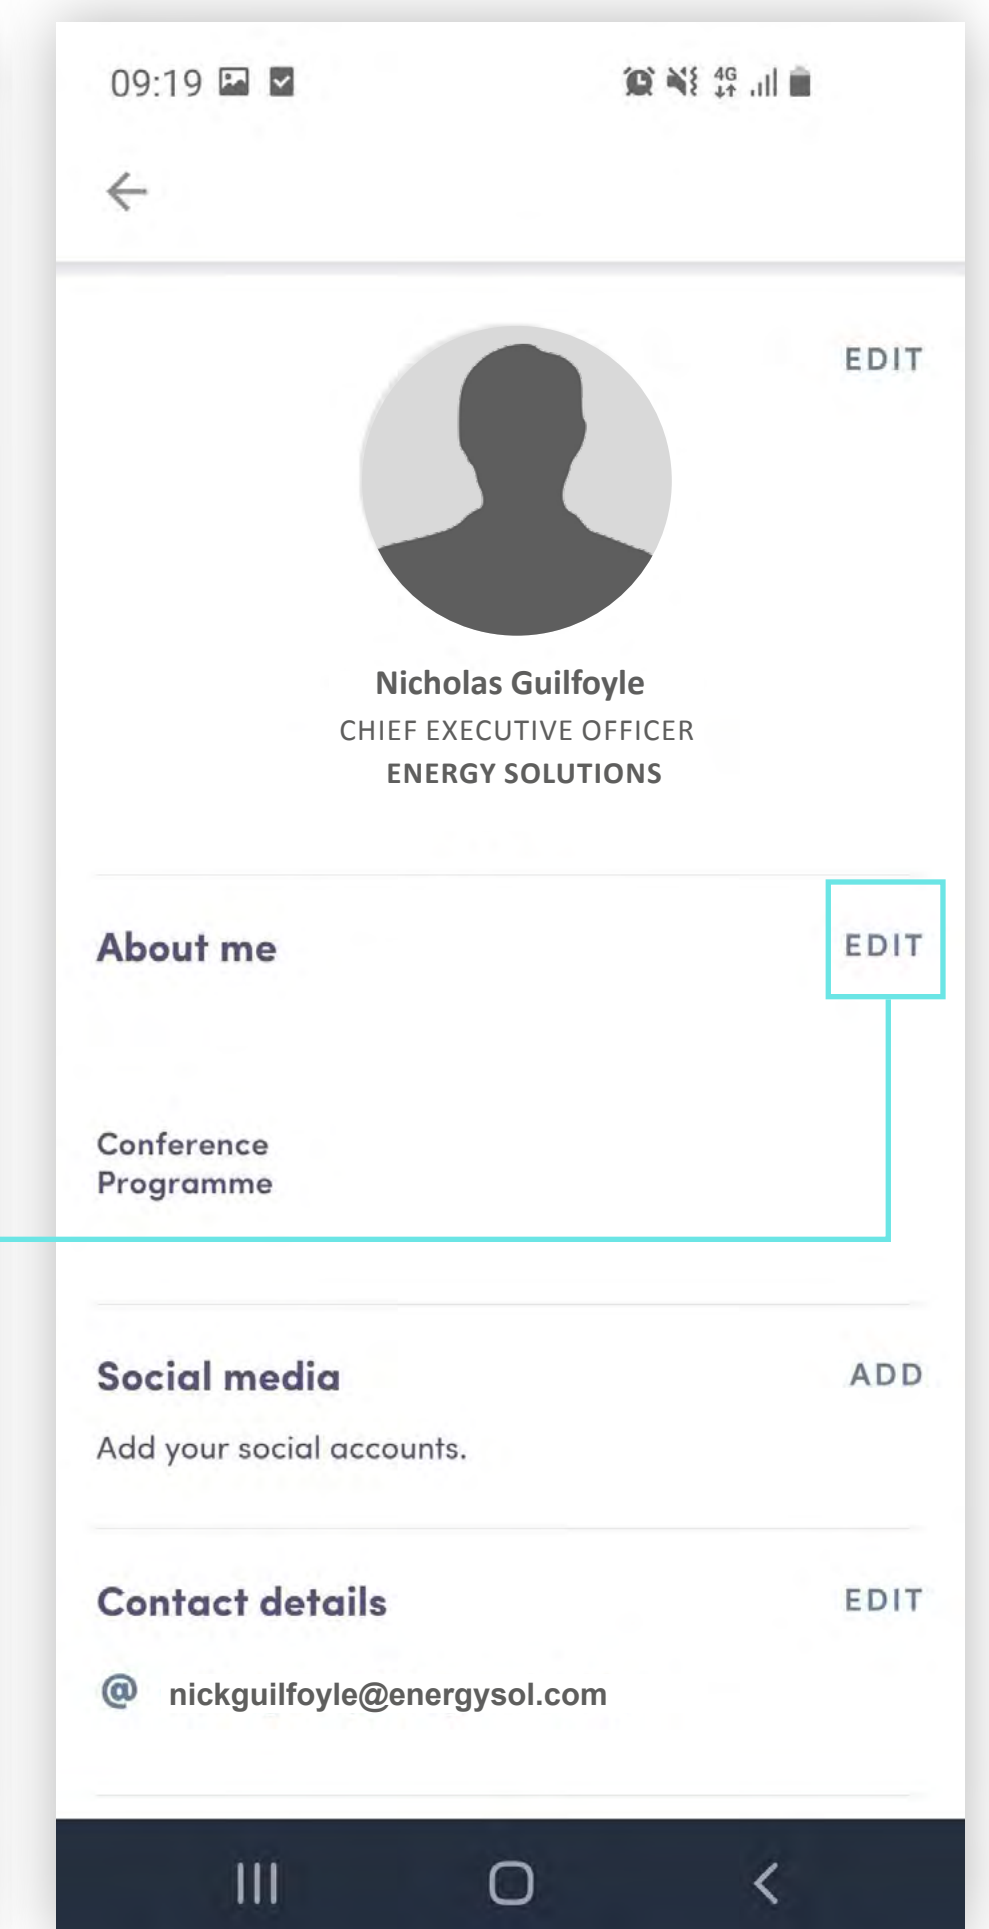 09:19
4G
EDIT
Nicholas Guilfoyle
CHIEF EXECUTIVE OFFICER
ENERGY SOLUTIONS
About me
EDIT
Conference
Programme
Social media
ADD
Add your social accounts.
Contact details
EDIT
@ nickguilfoyle@energysol.com